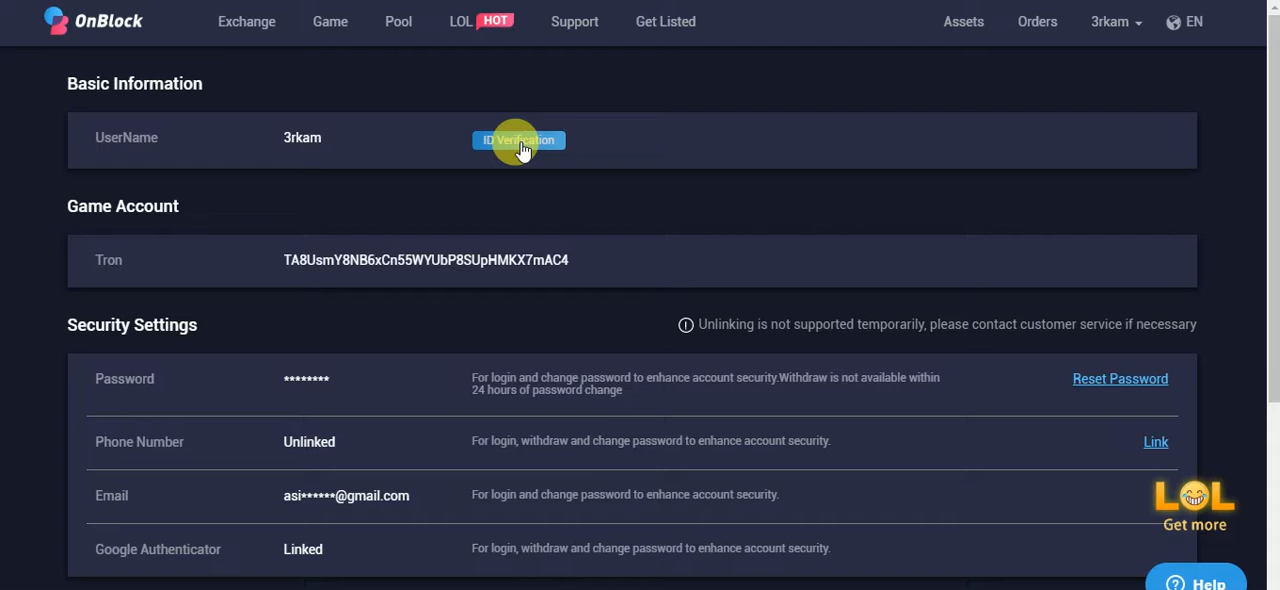 OnBlock Exchange Game Pool LOL HOT Support Get Listed Assets Orders 3rkam EN
Basic Information
UserName 3rkam ID Verification
Game Account
Tron TA8UsmY8NB6xCn55WYUbP8SUpHMKX7mAC4
Security Settings Unlinking is not supported temporarily, please contact customer service if necessary
Password ******** For login and change password to enhance account security.Withdraw is not available within
24 hours of password change
Reset Password
Phone Number Unlinked For login, withdraw and change password to enhance account security. Link
Email asi******@gmail.com For login and change password to enhance account security.
LOL
Get more
Google Authenticator Linked For login, withdraw and change password to enhance account security.
? Help